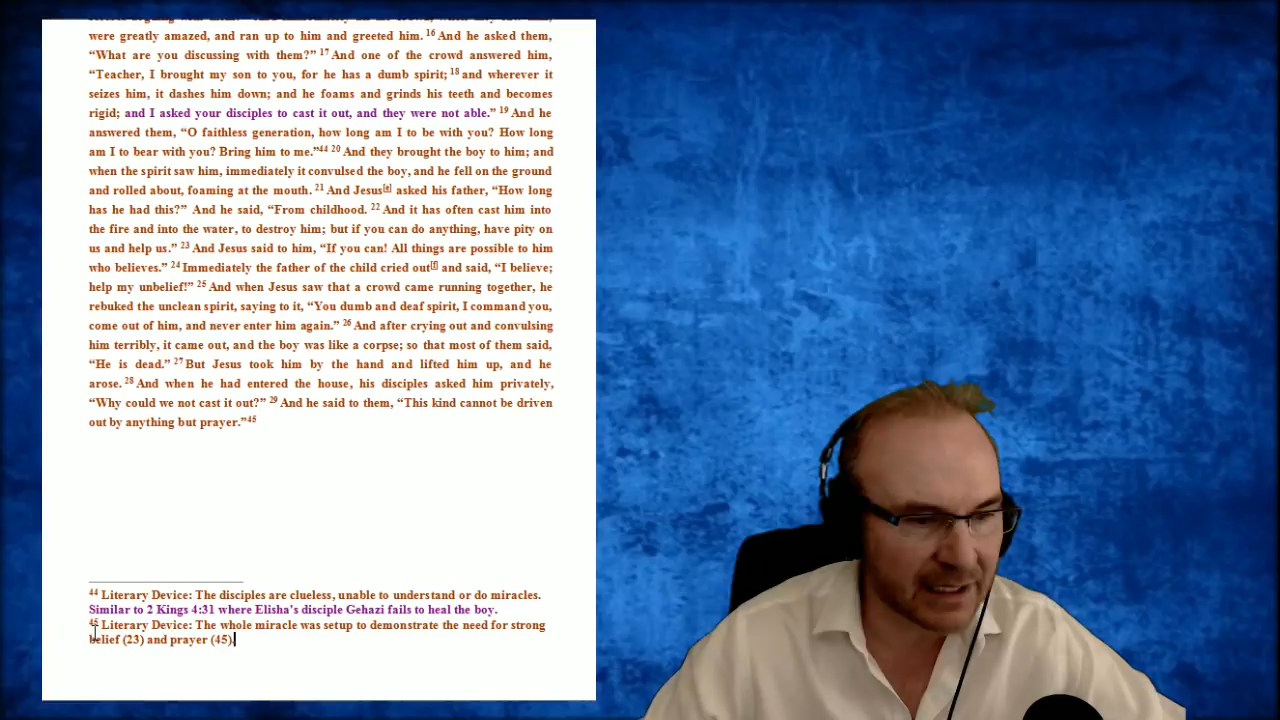 were greatly amazed, and ran up to him and greeted him. 16 And he asked them,
“What are you discussing with them?” 17 And one of the crowd answered him,
“Teacher, I brought my son to you, for he has a dumb spirit; 18 and wherever it
seizes him, it dashes him down; and he foams and grinds his teeth and becomes
rigid; and I asked your disciples to cast it out, and they were not able.” 19 And he
answered them, “O faithless generation, how long am I to be with you? How long
am I to bear with you? Bring him to me.”44 20 And they brought the boy to him; and
when the spirit saw him, immediately it convulsed the boy, and he fell on the ground
and rolled about, foaming at the mouth. 21 And Jesus[e] asked his father, “How long
has he had this?” And he said, “From childhood. 22 And it has often cast him into
the fire and into the water, to destroy him; but if you can do anything, have pity on
us and help us.” 23 And Jesus said to him, “If you can! All things are possible to him
who believes.” 24 Immediately the father of the child cried out[f] and said, “I believe;
help my unbelief!” 25 And when Jesus saw that a crowd came running together, he
rebuked the unclean spirit, saying to it, “You dumb and deaf spirit, I command you,
come out of him, and never enter him again.” 26 And after crying out and convulsing
him terribly, it came out, and the boy was like a corpse; so that most of them said,
“He is dead.” 27 But Jesus took him by the hand and lifted him up, and he
arose. 28 And when he had entered the house, his disciples asked him privately,
“Why could we not cast it out?” 29 And he said to them, “This kind cannot be driven
out by anything but prayer.”45
44 Literary Device: The disciples are clueless, unable to understand or do miracles.
Similar to 2 Kings 4:31 where Elisha's disciple Gehazi fails to heal the boy.
45 Literary Device: The whole miracle was setup to demonstrate the need for strong
belief (23) and prayer (45)